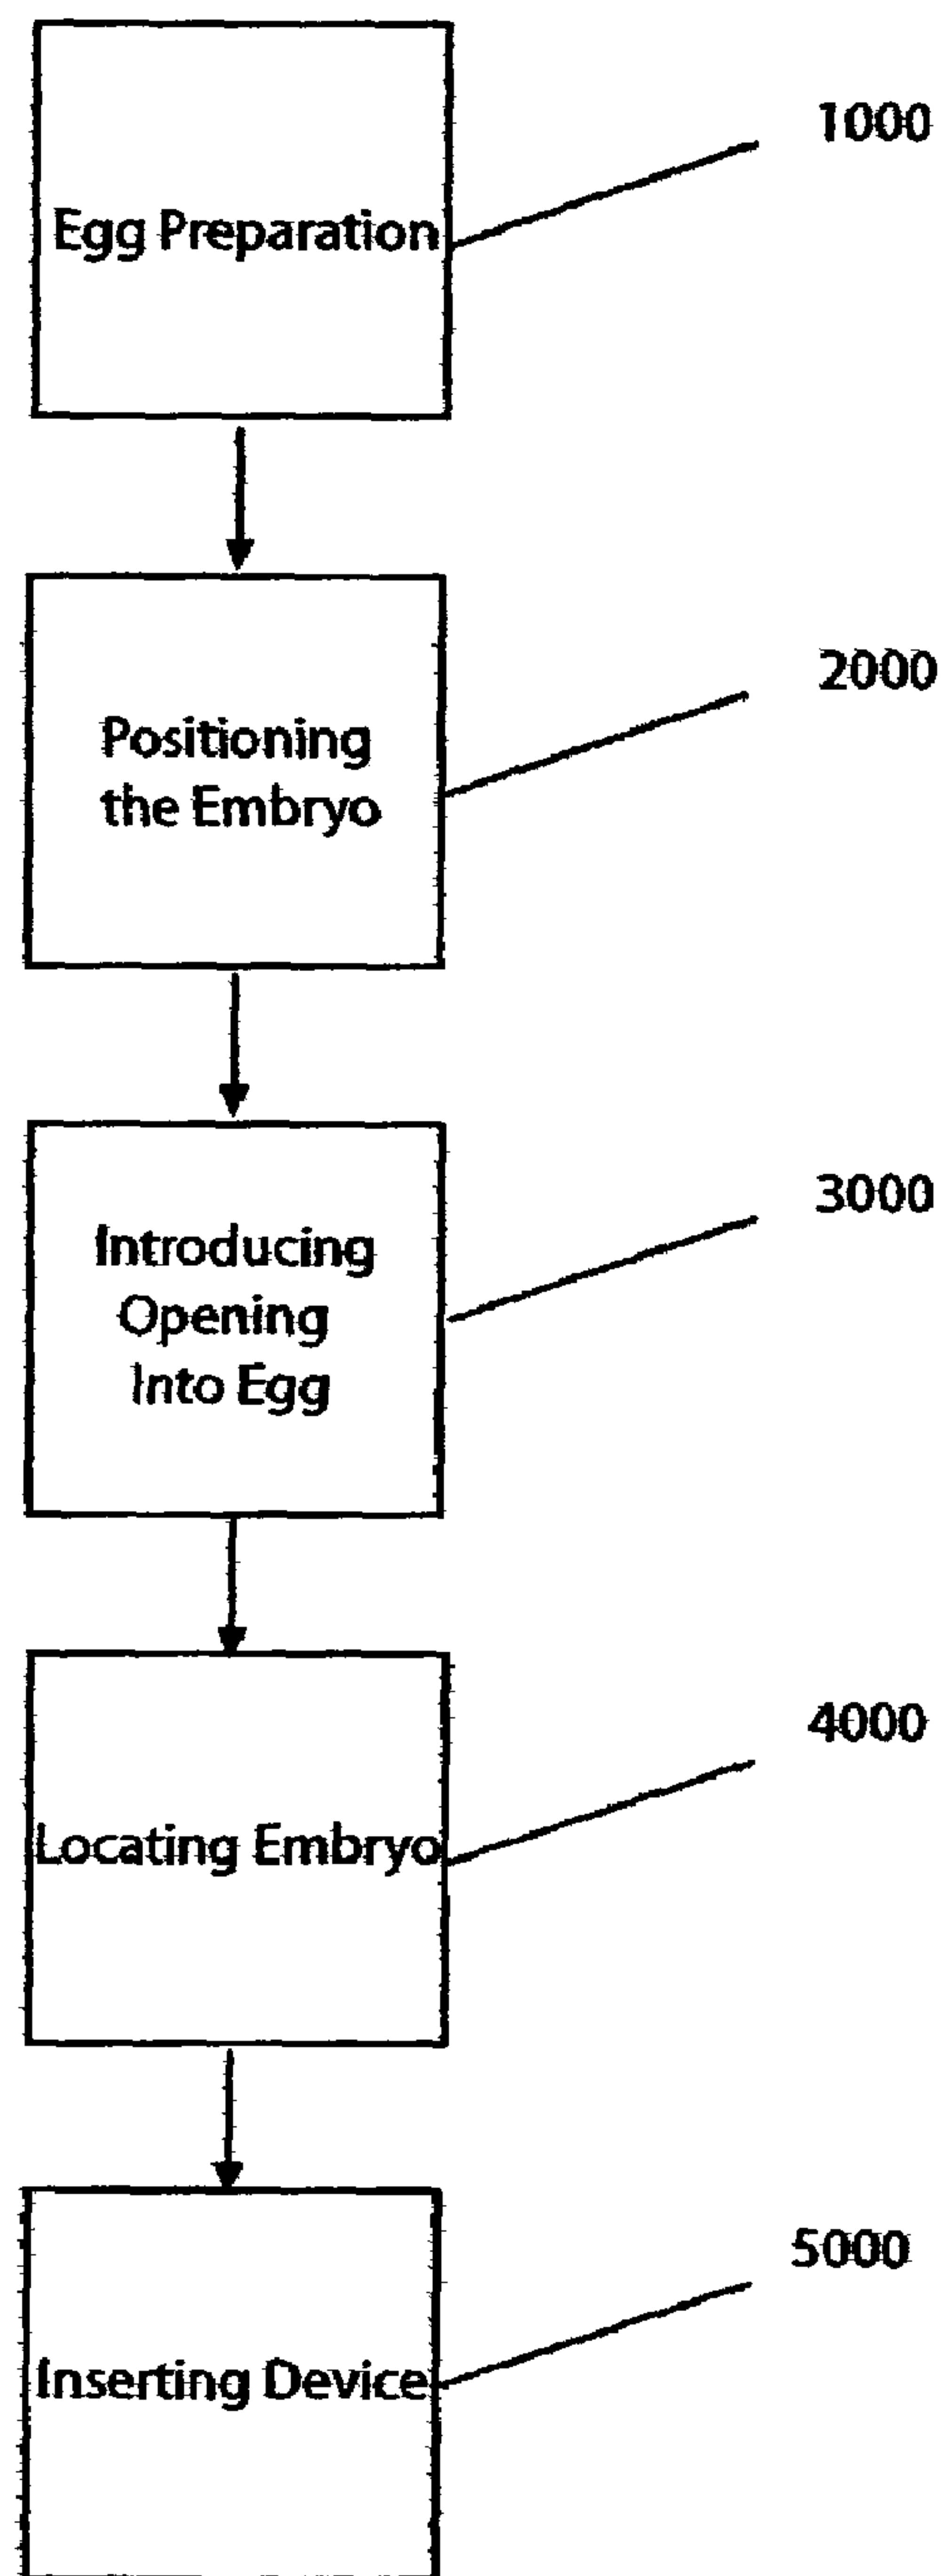 1000
Egg Preparation
2000
Positioning
the Embryo
3000
Introducing
Opening
Into Egg
4000
Locating Embryo
5000
Inserting Device